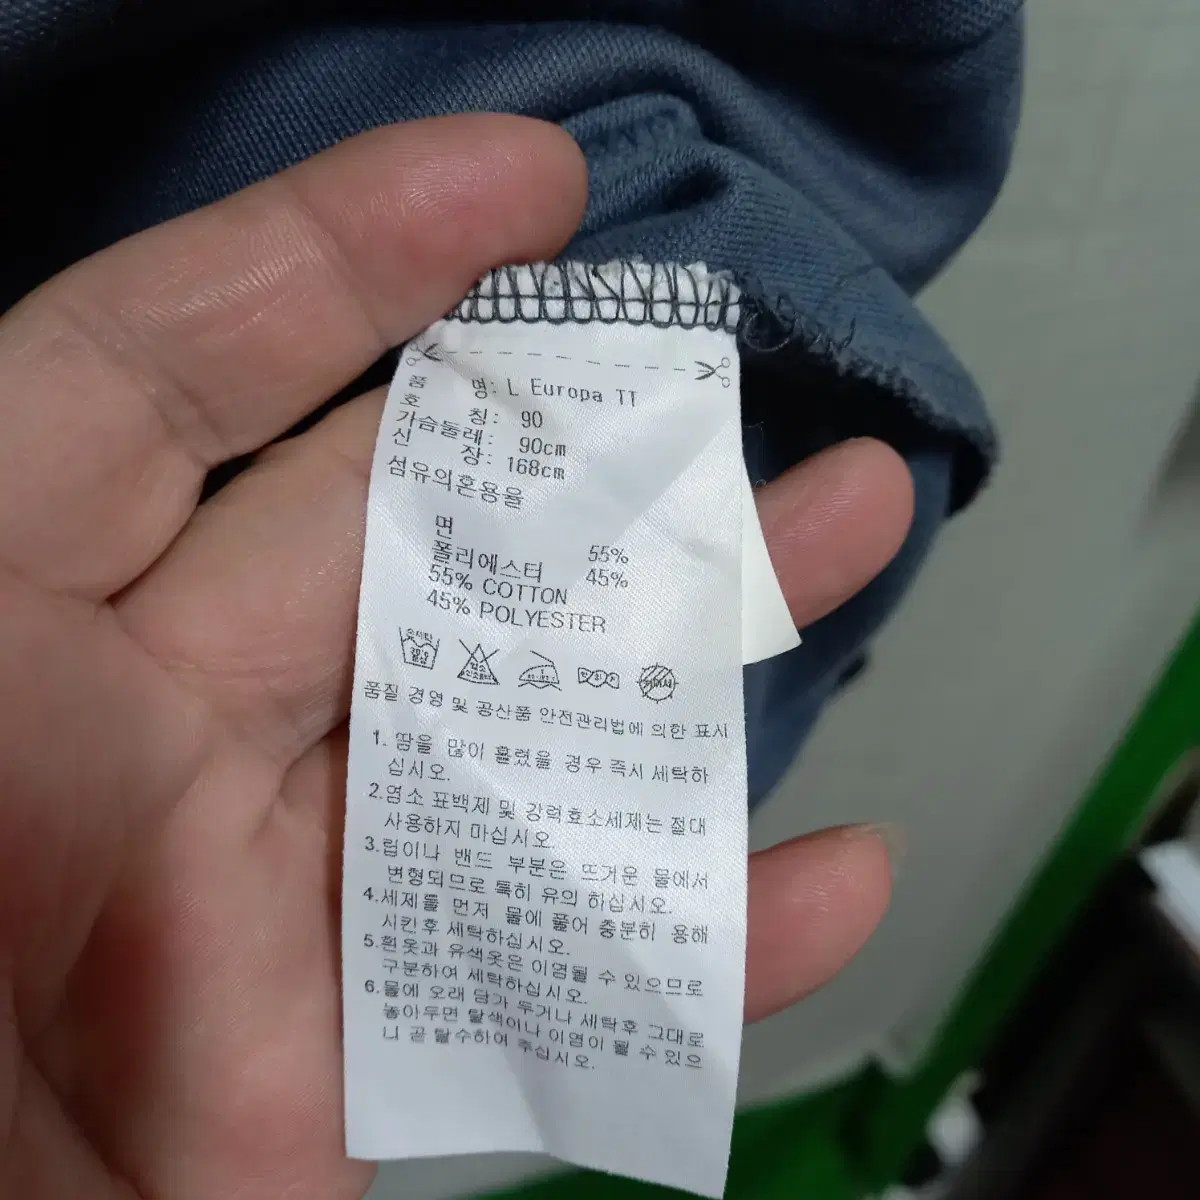 품 명: L Europa TT
호 칭: 90
가슴둘레: 90cm
신 장: 168cm
섬유의혼용율
면 55%
폴리에스터 45%
55% COTTON
45% POLYESTER
품질 경영 및 공산품 안전관리법에 의한 표시
1. 땀을 많이 흘렸을 경우 즉시 세탁하
십시오.
2.염소 표백제 및 강력효소세제는 절대
사용하지 마십시오.
3.립이나 밴드 부분은 뜨거운 물에서
변형되므로 특히 유의 하십시오.
4.세제를 먼저 물에 풀어 충분히 용해
시킨후 세탁하십시오.
5.흰옷과 유색옷은 이염될 수 있으므로
구분하여 세탁하십시오.
6.물에 오래 담가 두거나 세탁후 그대로
놓아두면 탈색이나 이염이 될 수 있으
니 곧 탈수하여 주십시오.